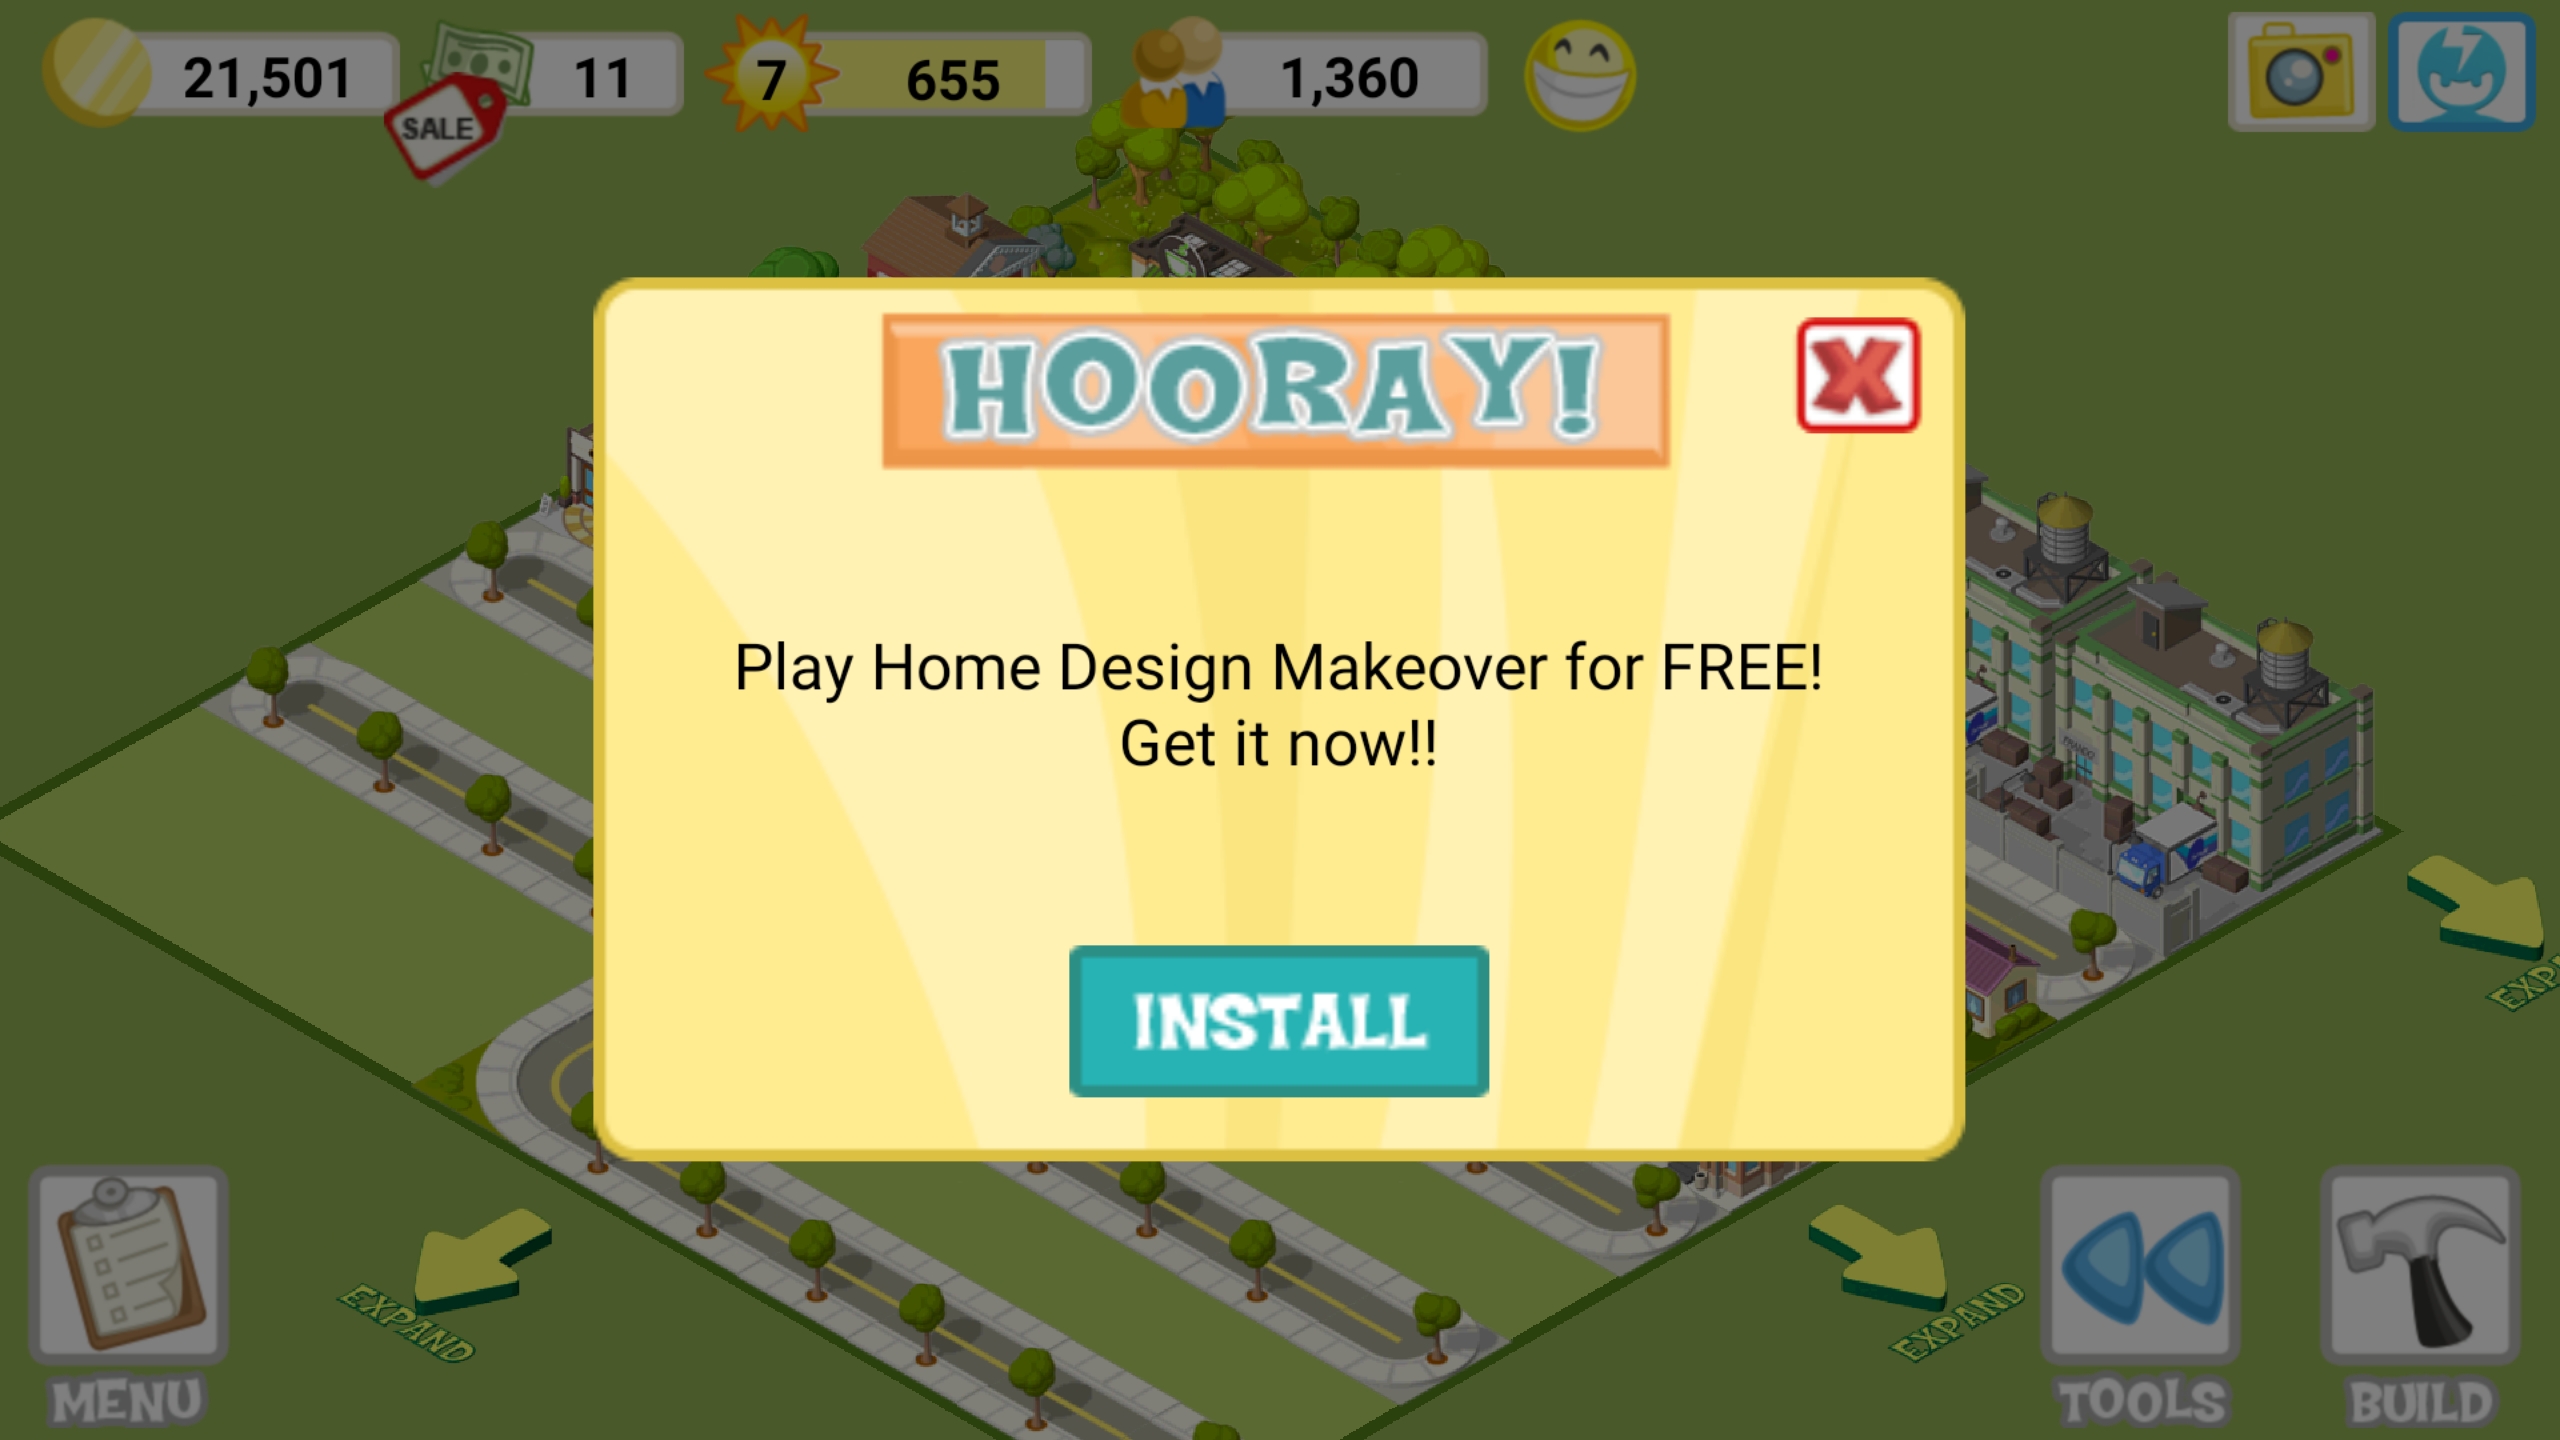 21,501
11
SALE
7
655
1,360
HOORAY!
X
Play Home Design Makeover for FREE!
Get it now!!
INSTALL
EXPAND
EXPAND
MENU
TOOLS
BUILD